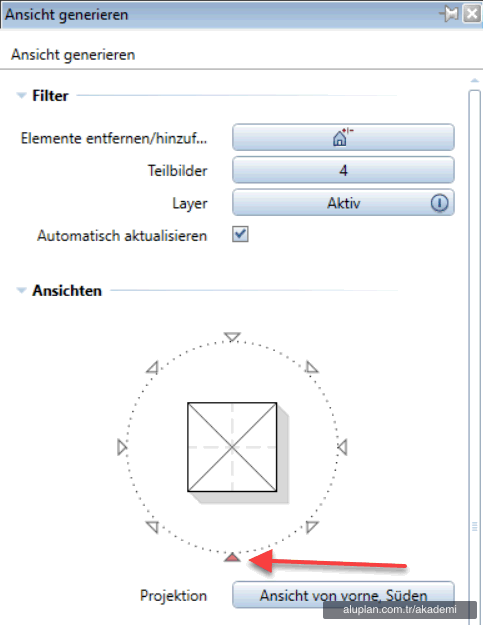 Ansicht generieren
Ansicht generieren
Filter
Elemente entfernen/hinzuf...
Teilbilder 4
Layer Aktiv
Automatisch aktualisieren
Ansichten
Projektion Ansicht von vorne, Süden
aluplan.com.tr/akademi